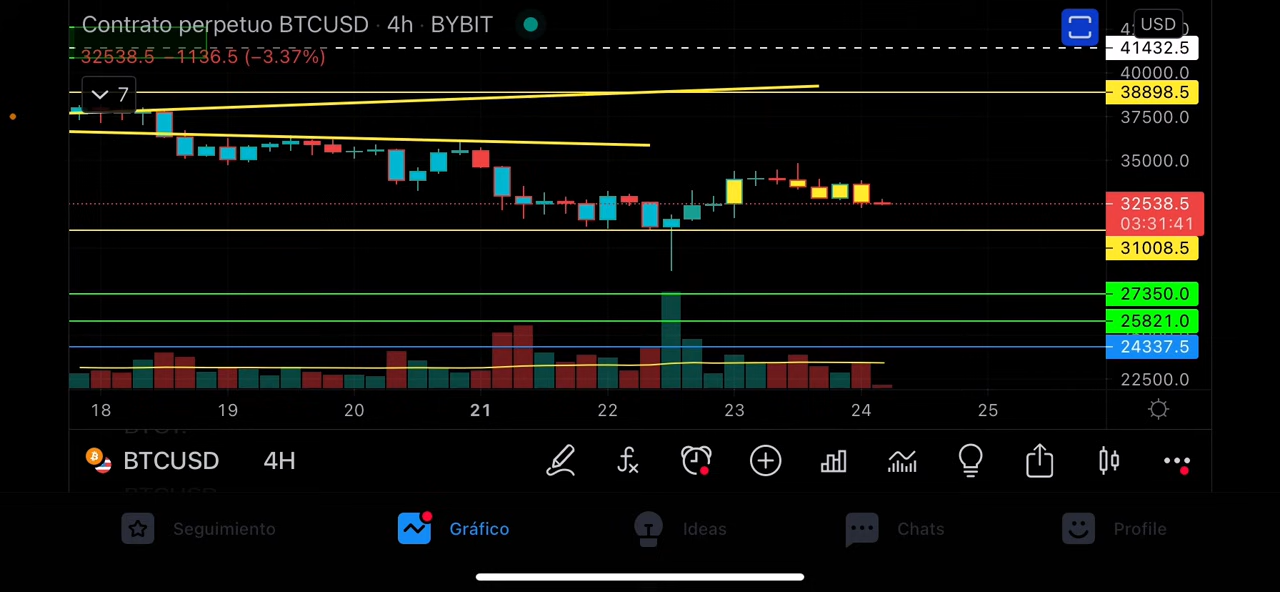 Contrato perpetuo BTCUSD · 4h · BYBIT
USD
32538.5 −1136.5 (−3.37%)
7
41432.5
40000.0
38898.5
37500.0
35000.0
32538.5
03:31:41
31008.5
27350.0
25821.0
24337.5
22500.0
18 19 20 21 22 23 24 25
BTCUSD 4H
Seguimiento Gráfico Ideas Chats Profile